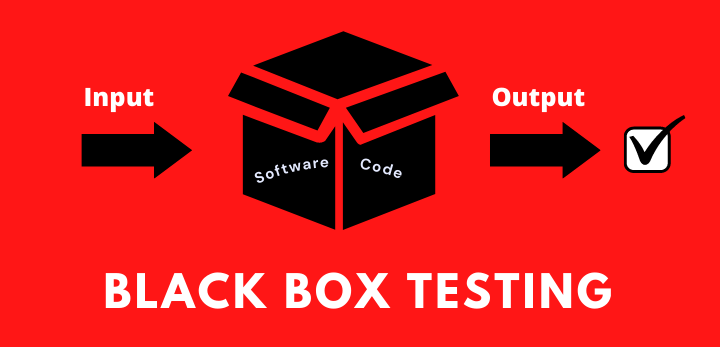 Input
Output
Software Code
BLACK BOX TESTING